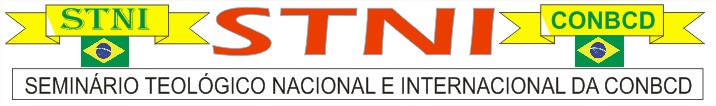 STNI STNI CONBCD
SEMINÁRIO TEOLÓGICO NACIONAL E INTERNACIONAL DA CONBCD